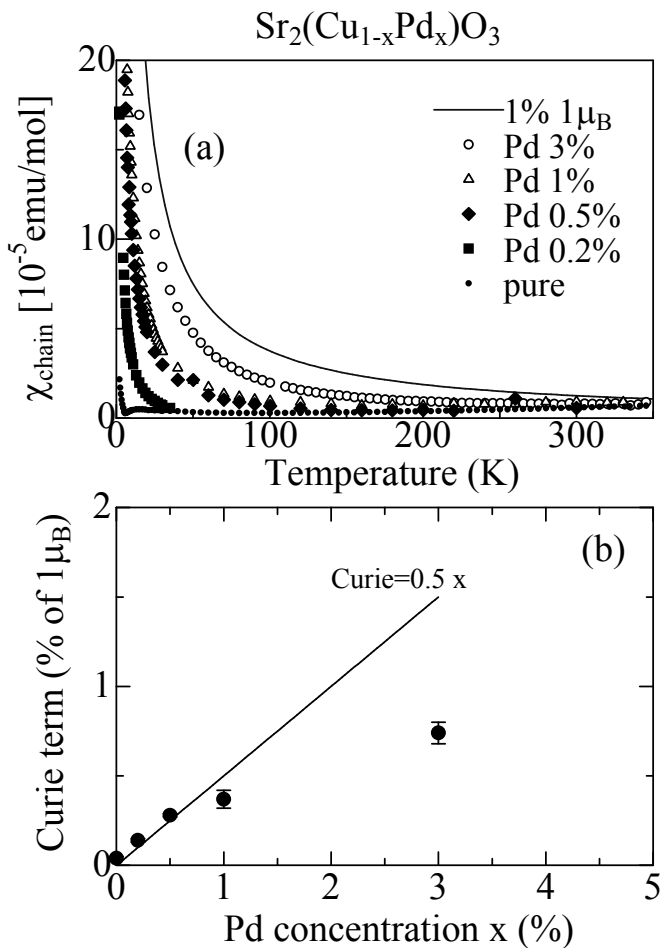 Sr₂(Cu₁₋ₓPdₓ)O₃
20
10
0
χchain [10⁻⁵emu/mol]
(a)
1% 1μB
Pd 3%
Pd 1%
Pd 0.5%
Pd 0.2%
pure
0 100 200 300
Temperature (K)
2
1
0
Curie term (% of 1μB)
(b)
Curie=0.5 x
0 1 2 3 4 5
Pd concentration x (%)